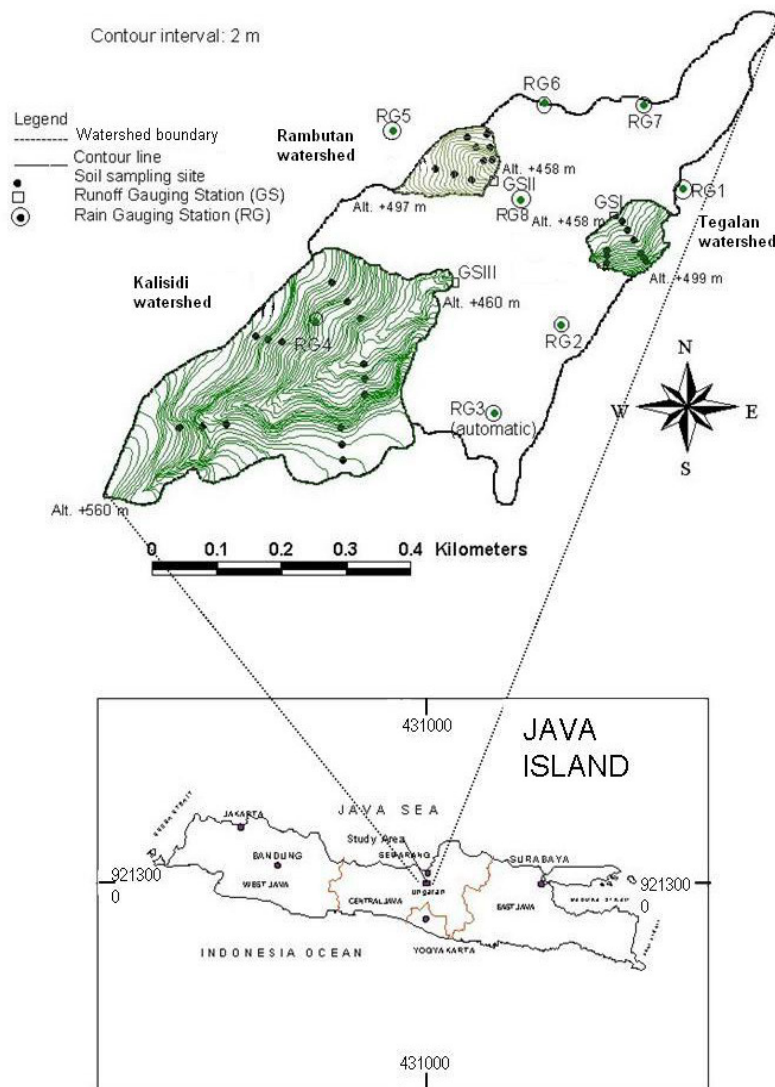 Contour interval: 2 m
Legend
Watershed boundary
Contour line
Soil sampling site
Runoff Gauging Station (GS)
Rain Gauging Station (RG)
RG6
RG7
RG5
Rambutan
watershed
Alt. +458 m
GSII
RG8
Alt. +497 m
RG1
GSI
Alt. +458 m
Tegalan
watershed
Alt. +499 m
Kalisidi
watershed
GSIII
Alt. +460 m
RG4
RG2
RG3
(automatic)
N
W
E
S
Alt. +560 m
0 0.1 0.2 0.3 0.4 Kilometers
431000
JAVA
ISLAND
JAVA SEA
JAKARTA
Study Area
SEMARANG
BANDUNG
SURABAYA
921300
0
WEST JAVA
Ungaran
CENTRAL JAVA
EAST JAVA
921300
0
INDONESIA OCEAN
YOGYAKARTA
431000